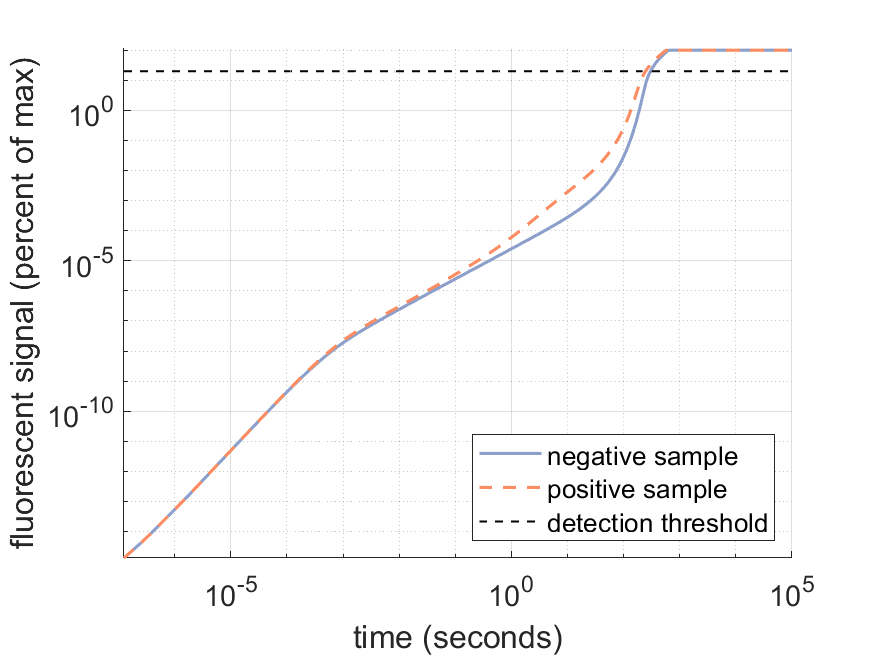 fluorescent signal (percent of max)
10^0
10^-5
10^-10
negative sample
positive sample
detection threshold
10^-5
10^0
10^5
time (seconds)